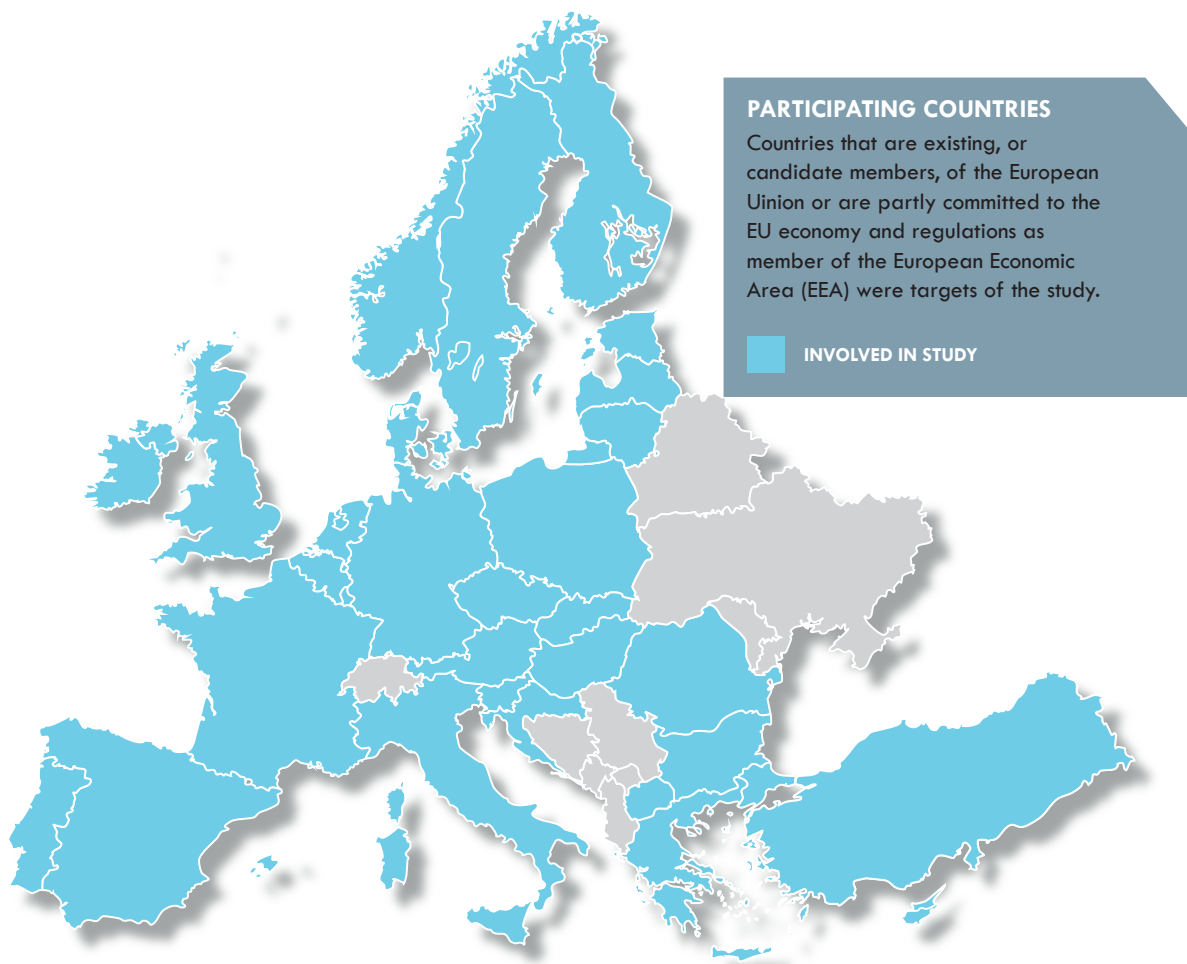 PARTICIPATING COUNTRIES
Countries that are existing, or
candidate members, of the European
Uinion or are partly committed to the
EU economy and regulations as
member of the European Economic
Area (EEA) were targets of the study.
INVOLVED IN STUDY